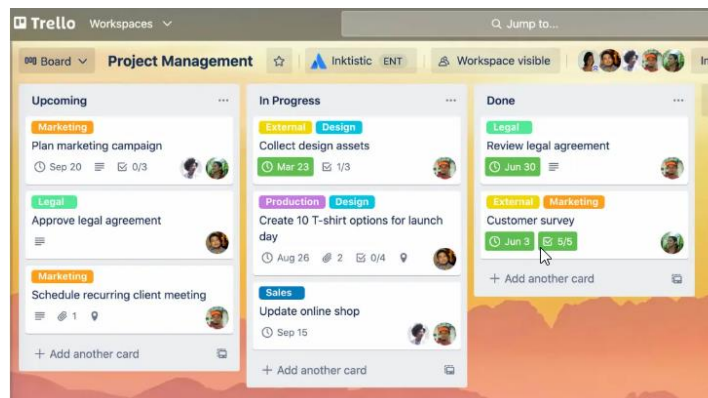 Trello Workspaces Jump to...
Board Project Management Inktistic ENT Workspace visible In
Upcoming
Marketing
Plan marketing campaign
Sep 20 0/3
Legal
Approve legal agreement
Marketing
Schedule recurring client meeting
1
+ Add another card
In Progress
External Design
Collect design assets
Mar 23 1/3
Production Design
Create 10 T-shirt options for launch
day
Aug 26 2 0/4
Sales
Update online shop
Sep 15
+ Add another card
Done
Legal
Review legal agreement
Jun 30
External Marketing
Customer survey
Jun 3 5/5
+ Add another card